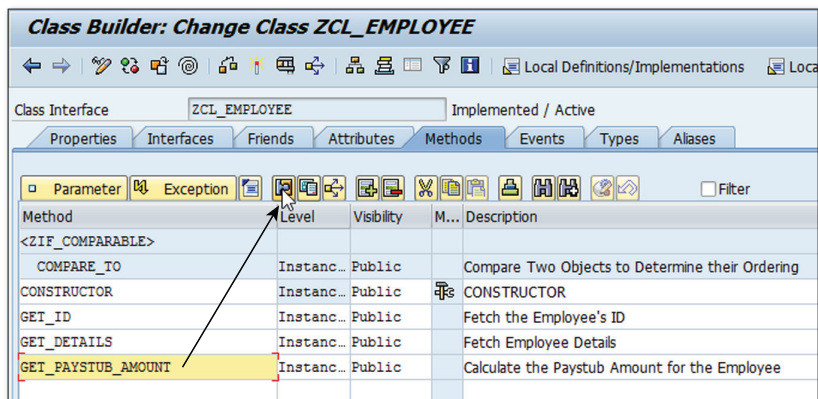 Class Builder: Change Class ZCL_EMPLOYEE
Local Definitions/Implementations Loca
Class Interface ZCL_EMPLOYEE Implemented / Active
Properties Interfaces Friends Attributes Methods Events Types Aliases
Parameter Exception Filter
Method Level Visibility M... Description
<ZIF_COMPARABLE>
COMPARE_TO Instanc… Public Compare Two Objects to Determine their Ordering
CONSTRUCTOR Instanc… Public CONSTRUCTOR
GET_ID Instanc… Public Fetch the Employee's ID
GET_DETAILS Instanc… Public Fetch Employee Details
GET_PAYSTUB_AMOUNT Instanc… Public Calculate the Paystub Amount for the Employee